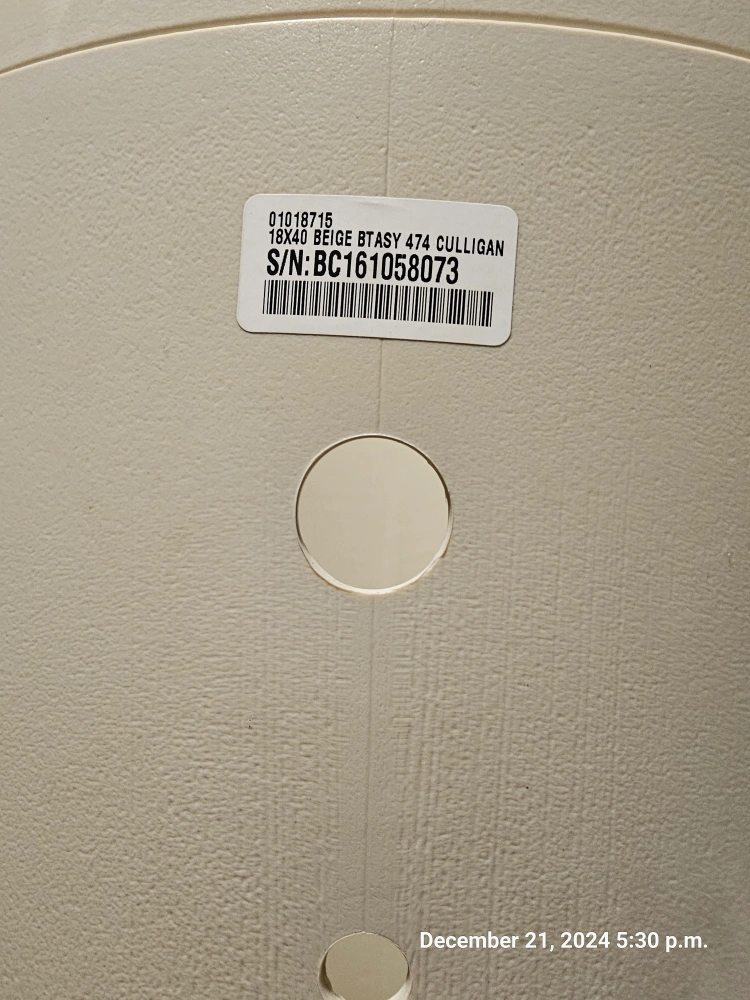 01018715
18X40 BEIGE BTASY 474 CULLIGAN
S/N:BC161058073
December 21, 2024 5:30 p.m.